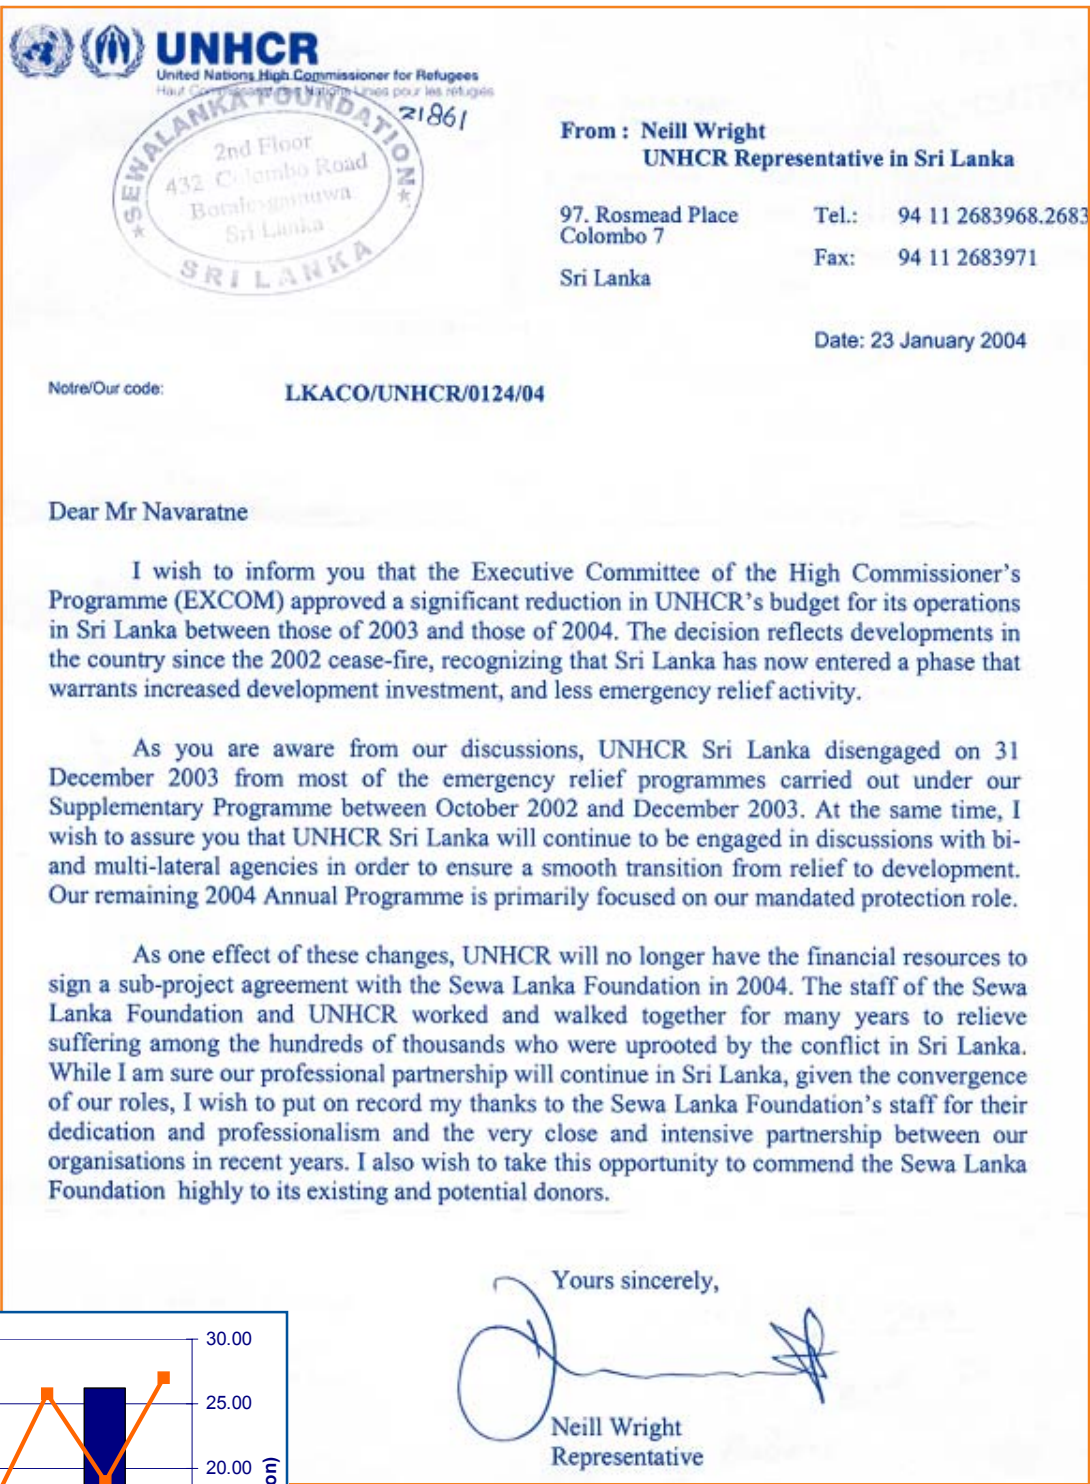 UNHCR
United Nations High Commissioner for Refugees
Haut Commissariat des Nations Unies pour les réfugiés
21861
SEWALANKA FOUNDATION
2nd Floor
432 Colombo Road
Sri Lanka
SRI LANKA
From : Neill Wright
UNHCR Representative in Sri Lanka
97. Rosmead Place
Colombo 7
Sri Lanka
Tel.: 94 11 2683968.2683
Fax: 94 11 2683971
Date: 23 January 2004
Notre/Our code: LKACO/UNHCR/0124/04
Dear Mr Navaratne
I wish to inform you that the Executive Committee of the High Commissioner's
Programme (EXCOM) approved a significant reduction in UNHCR's budget for its operations
in Sri Lanka between those of 2003 and those of 2004. The decision reflects developments in
the country since the 2002 cease-fire, recognizing that Sri Lanka has now entered a phase that
warrants increased development investment, and less emergency relief activity.
As you are aware from our discussions, UNHCR Sri Lanka disengaged on 31
December 2003 from most of the emergency relief programmes carried out under our
Supplementary Programme between October 2002 and December 2003. At the same time, I
wish to assure you that UNHCR Sri Lanka will continue to be engaged in discussions with bi-
and multi-lateral agencies in order to ensure a smooth transition from relief to development.
Our remaining 2004 Annual Programme is primarily focused on our mandated protection role.
As one effect of these changes, UNHCR will no longer have the financial resources to
sign a sub-project agreement with the Sewa Lanka Foundation in 2004. The staff of the Sewa
Lanka Foundation and UNHCR worked and walked together for many years to relieve
suffering among the hundreds of thousands who were uprooted by the conflict in Sri Lanka.
While I am sure our professional partnership will continue in Sri Lanka, given the convergence
of our roles, I wish to put on record my thanks to the Sewa Lanka Foundation's staff for their
dedication and professionalism and the very close and intensive partnership between our
organisations in recent years. I also wish to take this opportunity to commend the Sewa Lanka
Foundation highly to its existing and potential donors.
Yours sincerely,
Neill Wright
Representative
30.00
25.00
20.00
on)